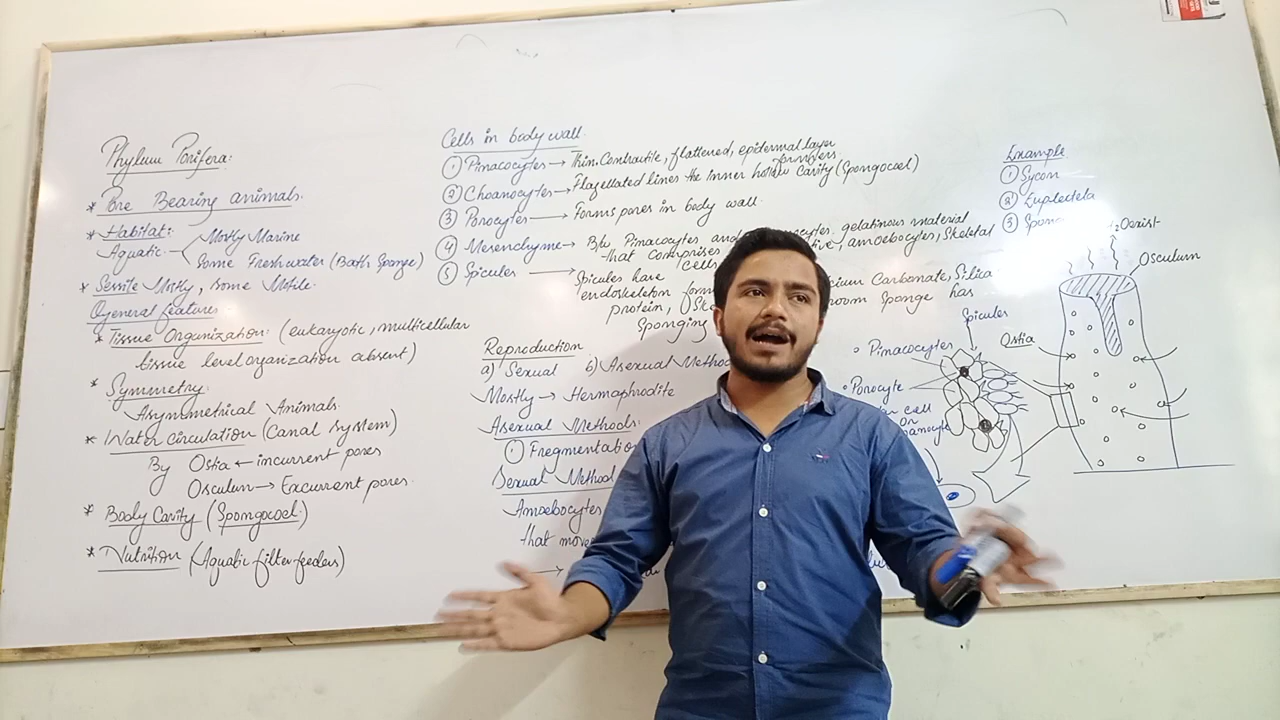 Phylum Porifera:
* Pore Bearing animals.
* Habitat:
Aquatic
Mostly Marine
Some Freshwater (Bath Sponge)
* Sessile Mostly, some Motile.
General features
* Tissue Organization: (eukaryotic, multicellular
tissue level organization absent)
* Symmetry:
Asymmetrical Animals.
* Water circulation (Canal System)
By Ostia ← incurrent pores
Osculum → Excurrent pores.
* Body Cavity (Spongocoel)
* Nutrition (Aquatic filter feeders)
Cells in body wall.
① Pinacocytes → Thin, Contractile, flattened, epidermal layer
formers.
② Choanocytes → Flagellated lines the inner hollow cavity (Spongocoel)
③ Porocytes → Forms pores in body wall.
④ Mesenchyme → B/w Pinacocytes and gelatinous material
that comprises amoebocytes, Skeletal
cells
⑤ Spicules → Spicules have Carbonate, Silica
endoskeleton Sponge has
protein,
Sponging
Reproduction
a) Sexual b) Asexual
Mostly → Hermaphrodite
Asexual Methods:
① Fragmentatio
Sexual Method
Amoebocytes
that move
→
Example
① Sycon
② Euplectela
③ Spon
Osculum
Spicules
Ostia
Pinacocytes
Porocyte
cell